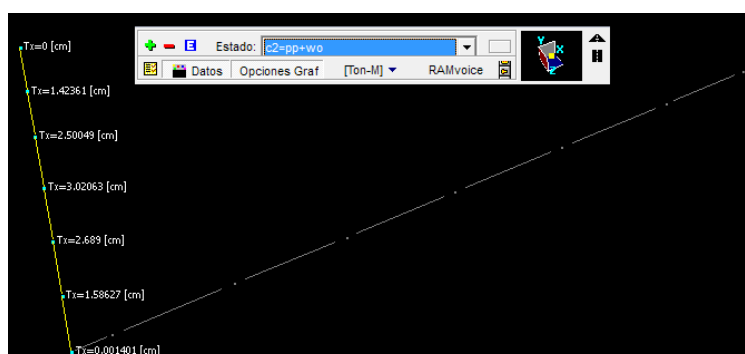 Tx=0 [cm]
Estado: c2=pp+wo
Datos Opciones Graf [Ton-M] RAMvoice
Y
X
Z
Tx=1.42361 [cm]
Tx=2.50049 [cm]
Tx=3.02063 [cm]
Tx=2.689 [cm]
Tx=1.58627 [cm]
Tx=0.001401 [cm]